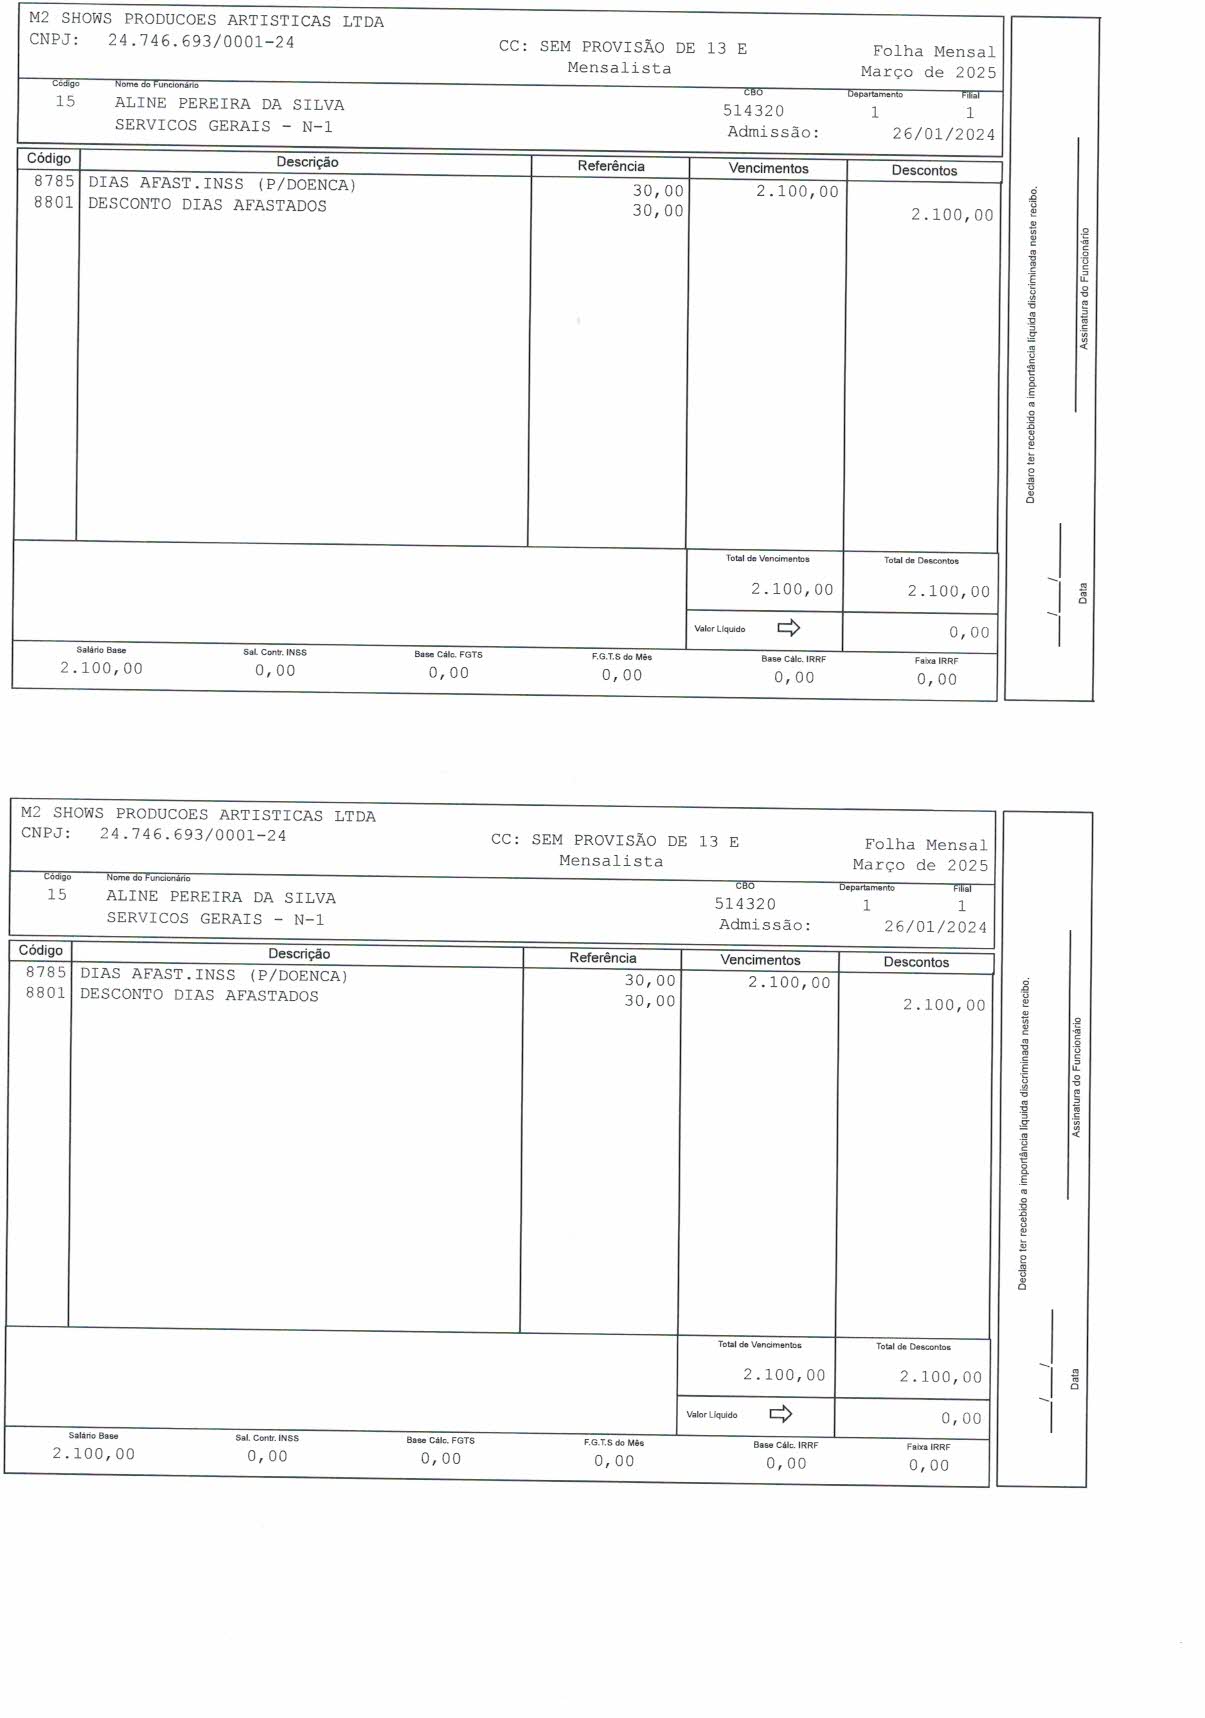 M2 SHOWS PRODUCOES ARTISTICAS LTDA
CNPJ: 24.746.693/0001-24
CC: SEM PROVISÃO DE 13 E
Folha Mensal
Mensalista
Março de 2025
Código Nome do Funcionário CBO Departamento Filial
15 ALINE PEREIRA DA SILVA 514320 1 1
SERVICOS GERAIS - N-1 Admissão: 26/01/2024
Código Descrição Referência Vencimentos Descontos
8785 DIAS AFAST.INSS (P/DOENCA) 30,00 2.100,00
8801 DESCONTO DIAS AFASTADOS 30,00 2.100,00
Total de Vencimentos Total de Descontos
2.100,00 2.100,00
Valor Líquido 0,00
Salário Base Sal. Contr. INSS Base Cálc. FGTS F.G.T.S do Mês Base Cálc. IRRF Faixa IRRF
2.100,00 0,00 0,00 0,00 0,00 0,00
Declaro ter recebido a importância líquida discriminada neste recibo.
Assinatura do Funcionário
/ /
Data
M2 SHOWS PRODUCOES ARTISTICAS LTDA
CNPJ: 24.746.693/0001-24
CC: SEM PROVISÃO DE 13 E
Folha Mensal
Mensalista
Março de 2025
Código Nome do Funcionário CBO Departamento Filial
15 ALINE PEREIRA DA SILVA 514320 1 1
SERVICOS GERAIS - N-1 Admissão: 26/01/2024
Código Descrição Referência Vencimentos Descontos
8785 DIAS AFAST.INSS (P/DOENCA) 30,00 2.100,00
8801 DESCONTO DIAS AFASTADOS 30,00 2.100,00
Total de Vencimentos Total de Descontos
2.100,00 2.100,00
Valor Líquido 0,00
Salário Base Sal. Contr. INSS Base Cálc. FGTS F.G.T.S do Mês Base Cálc. IRRF Faixa IRRF
2.100,00 0,00 0,00 0,00 0,00 0,00
Declaro ter recebido a importância líquida discriminada neste recibo.
Assinatura do Funcionário
/ /
Data